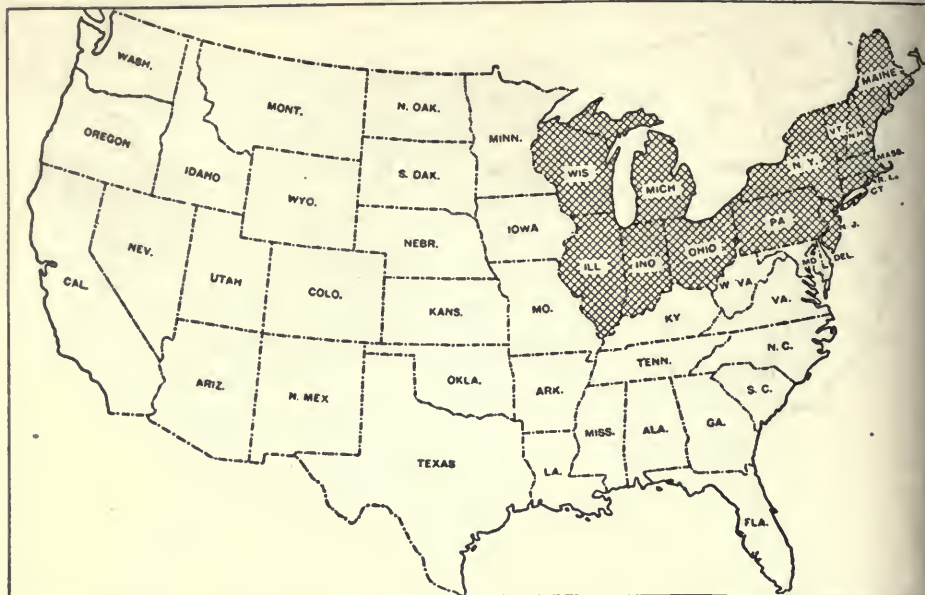 WASH.
MONT.
N. OAK.
MINN.
MAINE
OREGON
IDAHO
WYO.
S. DAK.
WIS
MICH
N. Y.
VT
N.H.
MASS.
R. I.
CT.
NEV.
UTAH
COLO.
NEBR.
IOWA
ILL
IND
OHIO
PA
N. J.
MD
DEL.
CAL.
KANS.
MO.
KY
W VA.
VA.
ARIZ.
N. MEX
OKLA.
ARK.
TENN.
N. C.
S. C.
TEXAS
LA.
MISS.
ALA.
GA.
FLA.